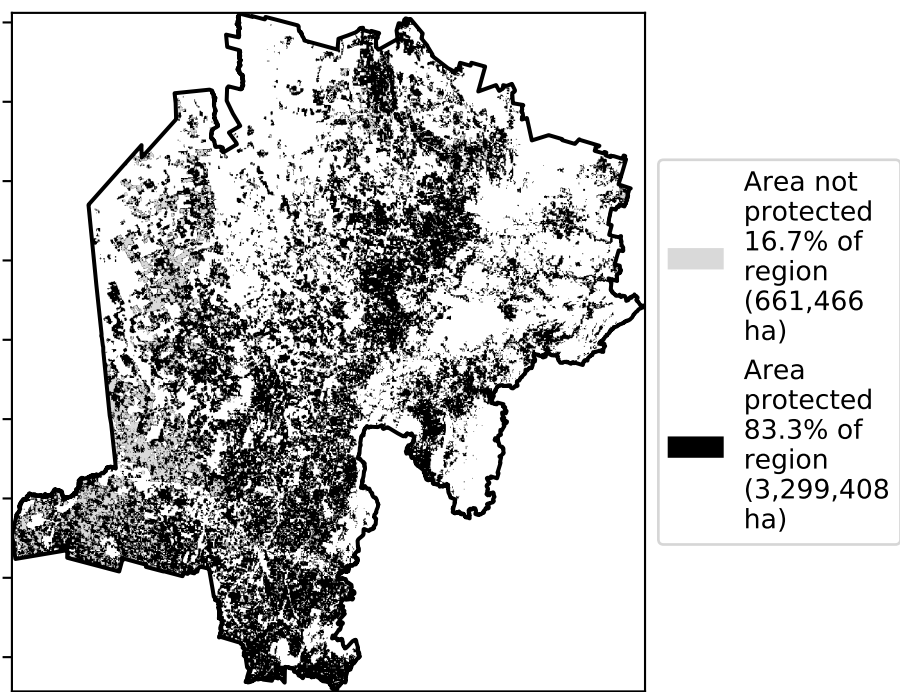 Area not
protected
16.7% of
region
(661,466
ha)
Area
protected
83.3% of
region
(3,299,408
ha)